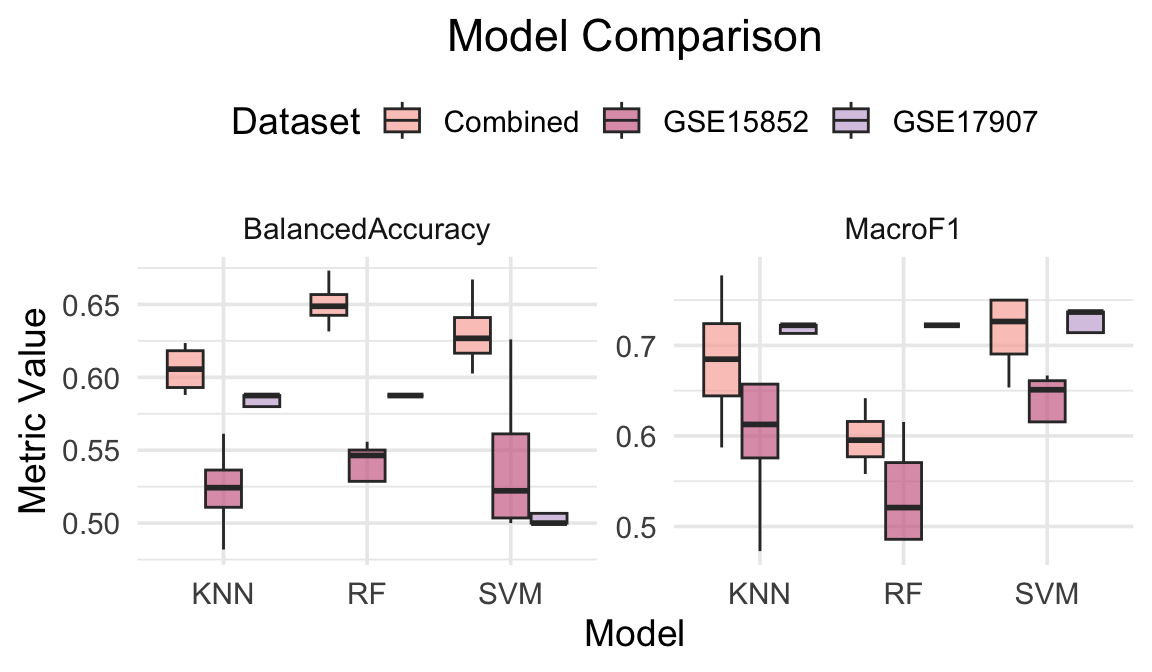 Model Comparison
Dataset Combined GSE15852 GSE17907
BalancedAccuracy MacroF1
Metric Value
0.65
0.60
0.55
0.50
0.7
0.6
0.5
KNN RF SVM KNN RF SVM
Model